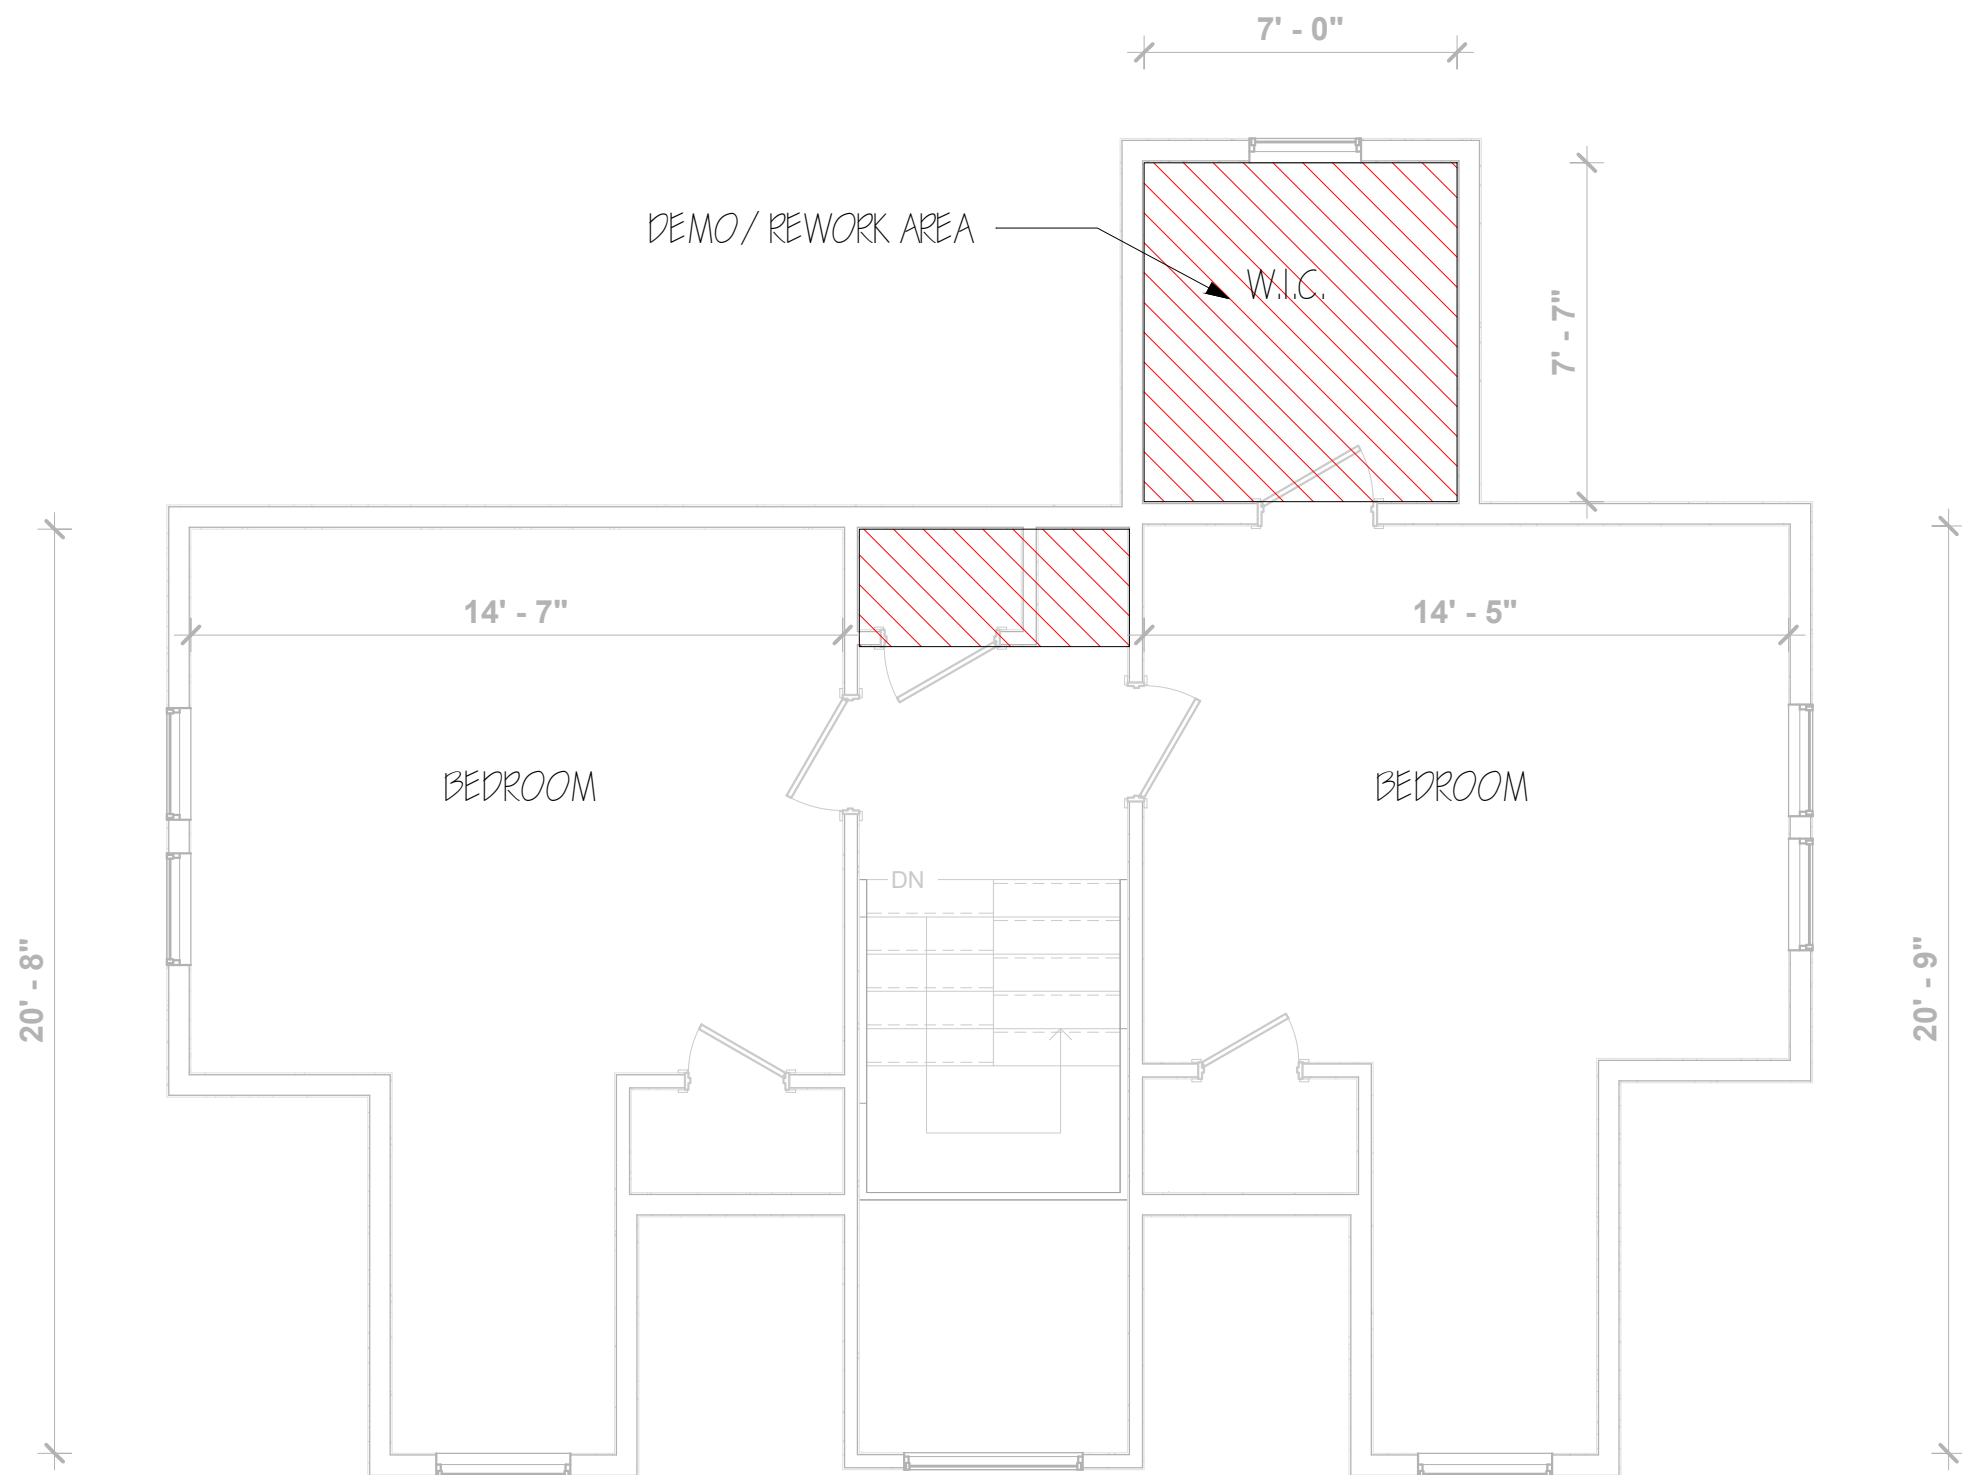 7' - 0"
DEMO/ REWORK AREA
W.I.C.
7' - 7"
14' - 7"
14' - 5"
BEDROOM
BEDROOM
DN
20' - 8"
20' - 9"